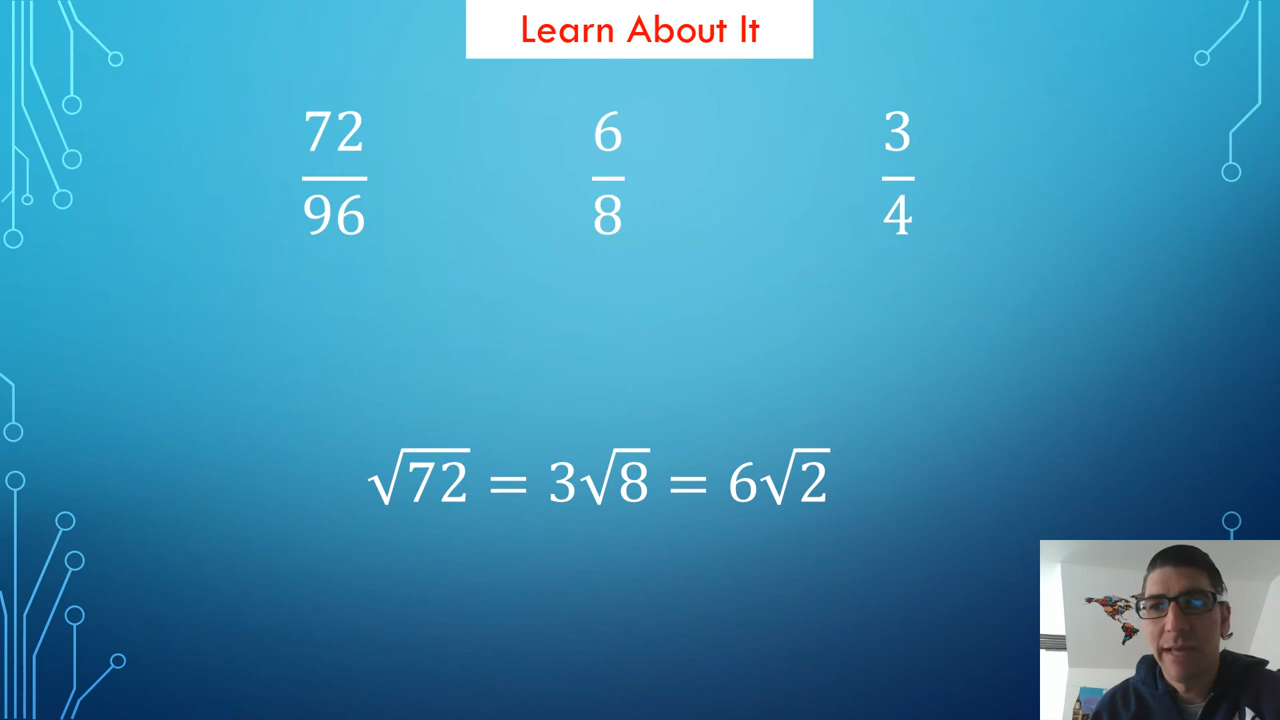 Learn About It
72/96 6/8 3/4
√72 = 3√8 = 6√2